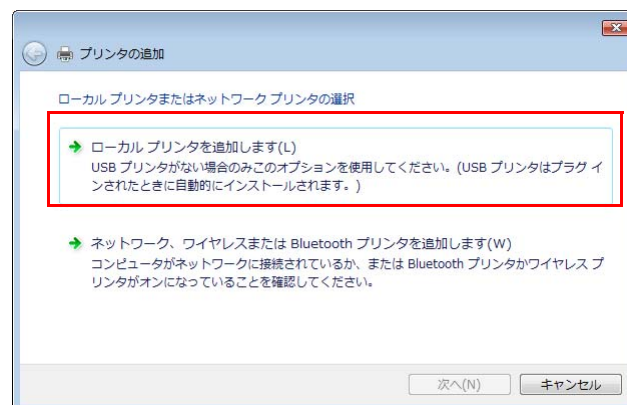 プリンタの追加
ローカル プリンタまたはネットワーク プリンタの選択
ローカル プリンタを追加します(L)
USB プリンタがない場合のみこのオプションを使用してください。(USB プリンタはプラグ イ
ンされたときに自動的にインストールされます。)
ネットワーク、ワイヤレスまたは Bluetooth プリンタを追加します(W)
コンピュータがネットワークに接続されているか、または Bluetooth プリンタかワイヤレス プ
リンタがオンになっていることを確認してください。
次へ(N)
キャンセル